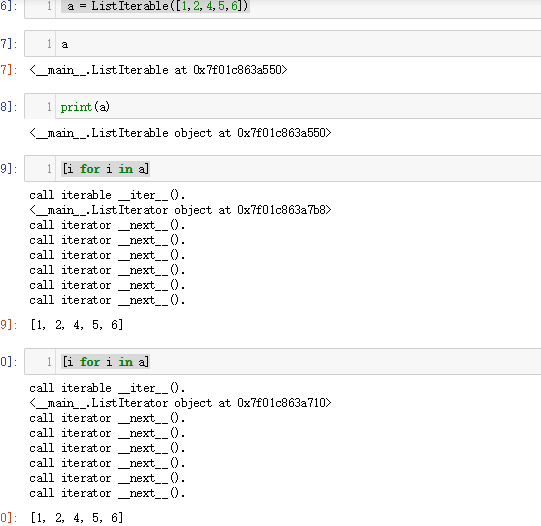 6]: 1 a = ListIterable([1,2,4,5,6])
7]: 1 a
7]: <__main__.ListIterable at 0x7f01c863a550>
8]: 1 print(a)
<__main__.ListIterable object at 0x7f01c863a550>
9]: 1 [i for i in a]
call iterable __iter__().
<__main__.ListIterator object at 0x7f01c863a7b8>
call iterator __next__().
call iterator __next__().
call iterator __next__().
call iterator __next__().
call iterator __next__().
call iterator __next__().
9]: [1, 2, 4, 5, 6]
0]: 1 [i for i in a]
call iterable __iter__().
<__main__.ListIterator object at 0x7f01c863a710>
call iterator __next__().
call iterator __next__().
call iterator __next__().
call iterator __next__().
call iterator __next__().
call iterator __next__().
0]: [1, 2, 4, 5, 6]